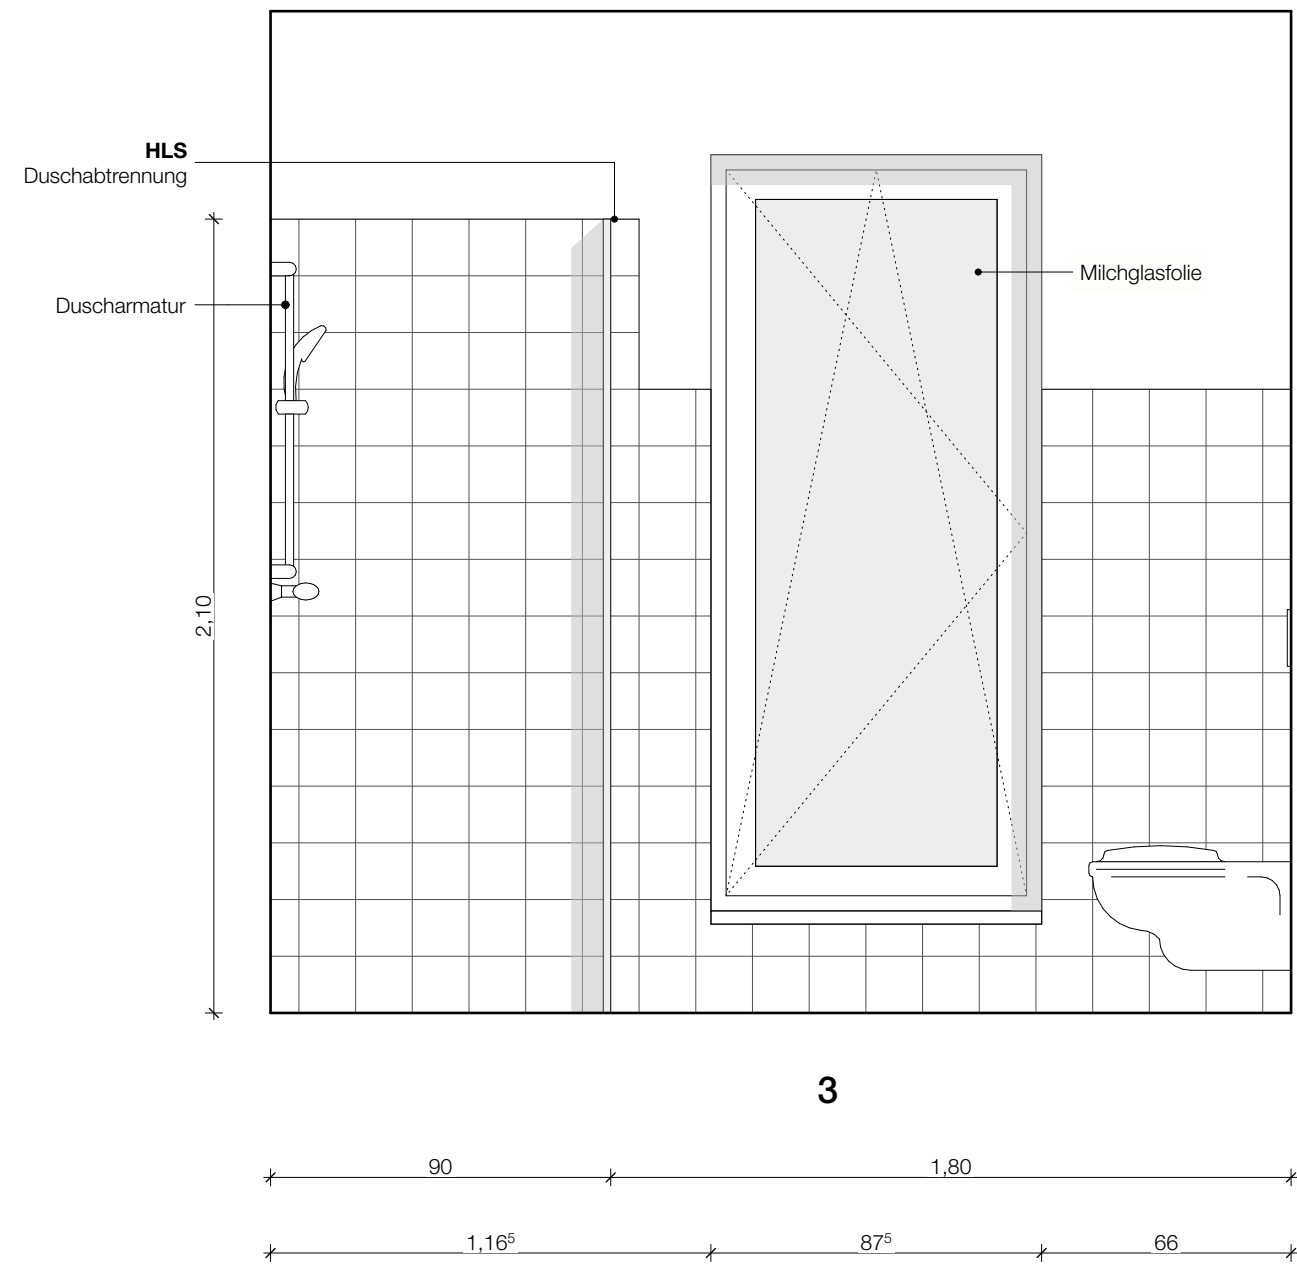 HLS
Duschabtrennung
Milchglasfolie
Duscharmatur
2,10
3
90
1,80
1,16⁵
87⁵
66